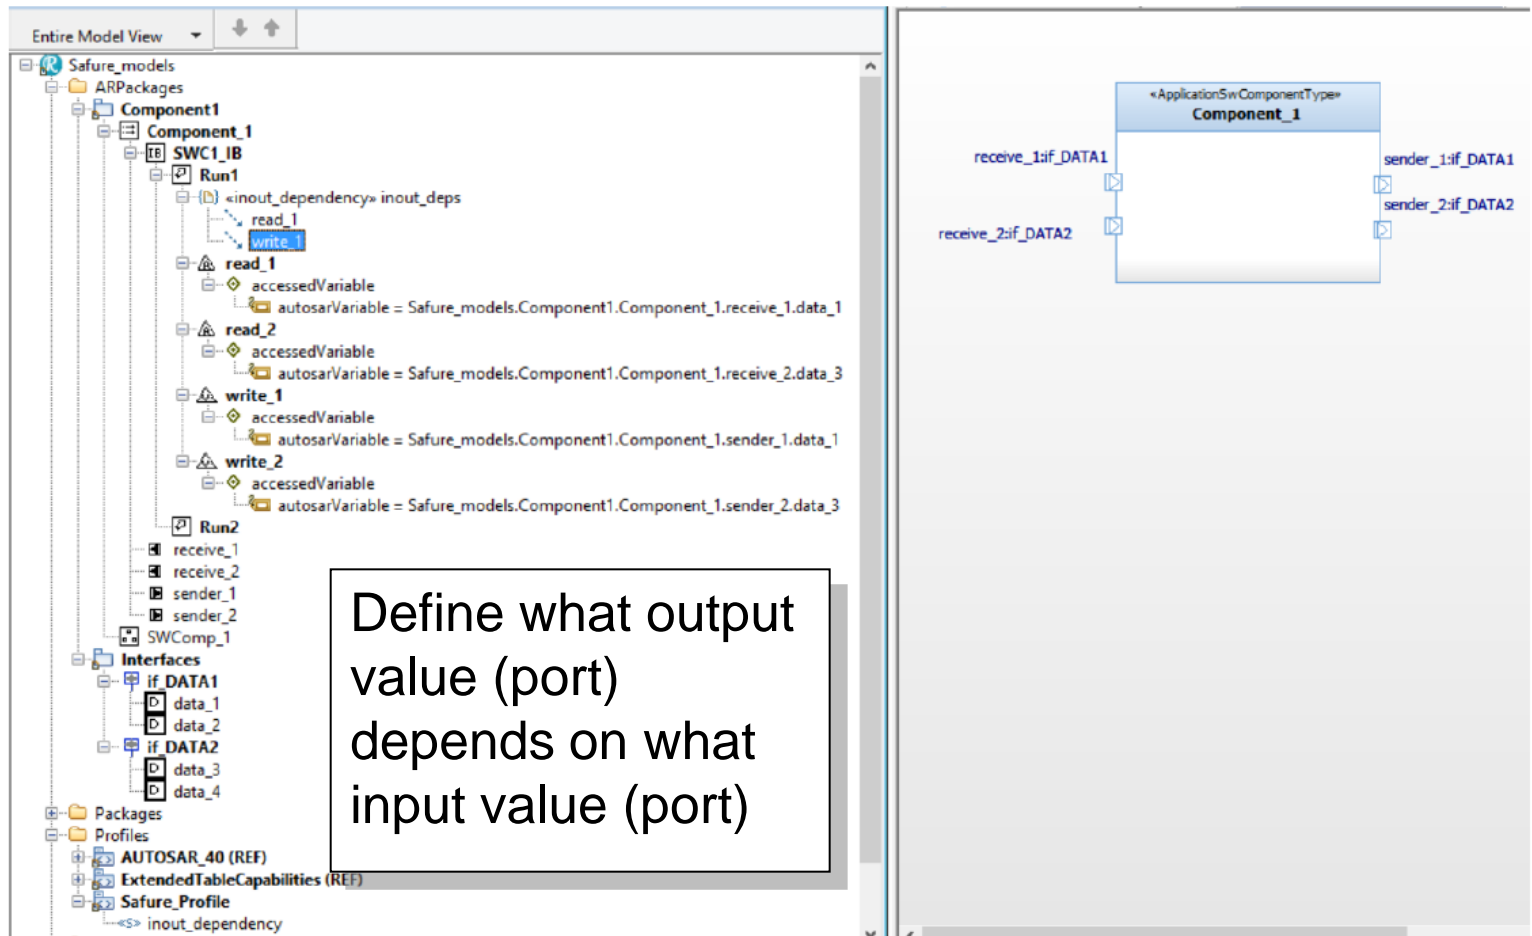 Entire Model View
Safure_models
ARPackages
Component1
Component_1
SWC1_IB
Run1
«inout_dependency» inout_deps
read_1
write_1
read_1
accessedVariable
autosarVariable = Safure_models.Component1.Component_1.receive_1.data_1
read_2
accessedVariable
autosarVariable = Safure_models.Component1.Component_1.receive_2.data_3
write_1
accessedVariable
autosarVariable = Safure_models.Component1.Component_1.sender_1.data_1
write_2
accessedVariable
autosarVariable = Safure_models.Component1.Component_1.sender_2.data_3
Run2
receive_1
receive_2
sender_1
sender_2
SWComp_1
Interfaces
if_DATA1
data_1
data_2
if_DATA2
data_3
data_4
Packages
Profiles
AUTOSAR_40 (REF)
ExtendedTableCapabilities (REF)
Safure_Profile
«S» inout_dependency
Define what output
value (port)
depends on what
input value (port)
«ApplicationSwComponentType»
Component_1
receive_1:if_DATA1
sender_1:if_DATA1
sender_2:if_DATA2
receive_2:if_DATA2